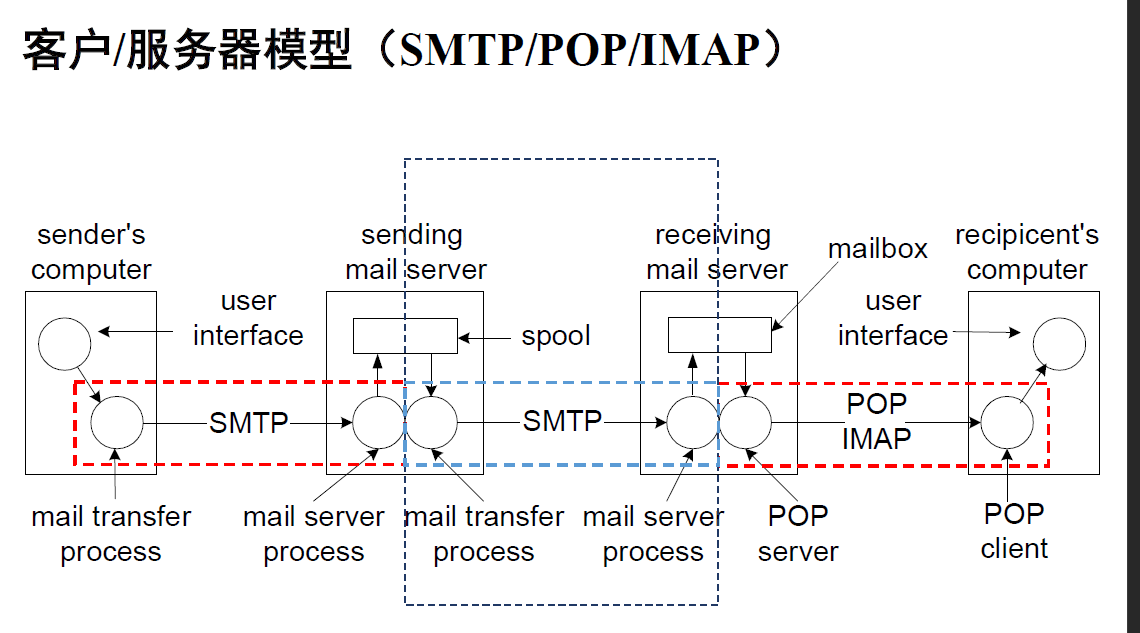 客户/服务器模型（SMTP/POP/IMAP）
sender's
computer
sending
mail server
receiving
mail server
mailbox
recipicent's
computer
user
interface
spool
user
interface
SMTP
SMTP
POP
IMAP
mail transfer
process
mail server
process
mail transfer
process
mail server
process
POP
server
POP
client